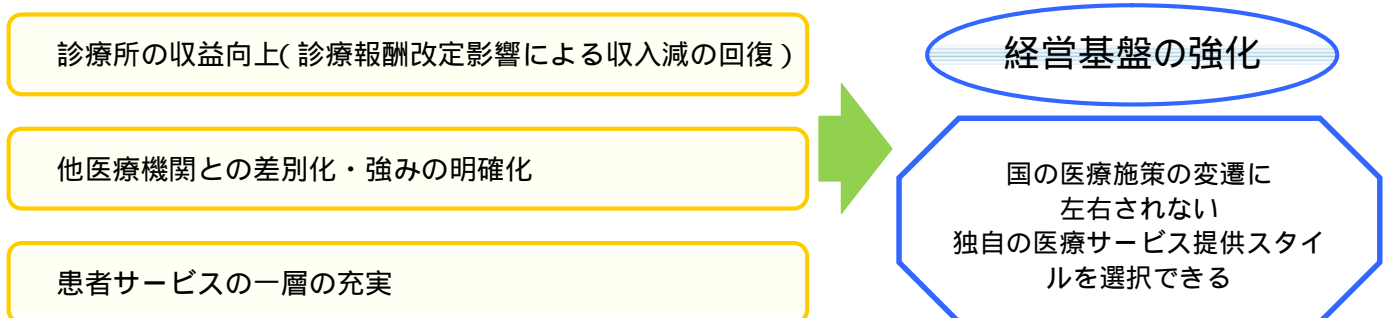 診療所の収益向上(診療報酬改定影響による収入減の回復)
他医療機関との差別化・強みの明確化
患者サービスの一層の充実
経営基盤の強化
国の医療施策の変遷に
左右されない
独自の医療サービス提供スタイ
ルを選択できる